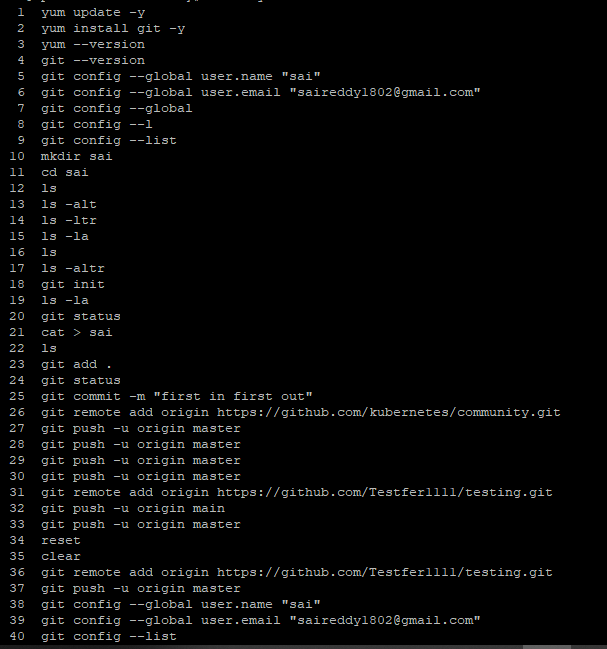 1 yum update -y
2 yum install git -y
3 yum --version
4 git --version
5 git config --global user.name "sai"
6 git config --global user.email "saireddy1802@gmail.com"
7 git config --global
8 git config --l
9 git config --list
10 mkdir sai
11 cd sai
12 ls
13 ls -alt
14 ls -ltr
15 ls -la
16 ls
17 ls -altr
18 git init
19 ls -la
20 git status
21 cat > sai
22 ls
23 git add .
24 git status
25 git commit -m "first in first out"
26 git remote add origin https://github.com/kubernetes/community.git
27 git push -u origin master
28 git push -u origin master
29 git push -u origin master
30 git push -u origin master
31 git remote add origin https://github.com/Testfer1111/testing.git
32 git push -u origin main
33 git push -u origin master
34 reset
35 clear
36 git remote add origin https://github.com/Testfer1111/testing.git
37 git push -u origin master
38 git config --global user.name "sai"
39 git config --global user.email "saireddy1802@gmail.com"
40 git config --list